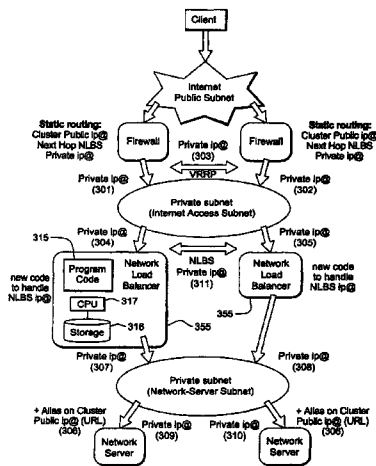 Client
Internet
Public Subnet
Static routing:
Cluster Public ip@
Next Hop NLBS
Private ip@
Firewall
Private ip@
(303)
VRRP
Firewall
Static routing:
Cluster Public ip@
Next Hop NLBS
Private ip@
Private ip@
(301)
Private ip@
(302)
Private subnet
(Internet Access Subnet)
Private ip@
(304)
Private ip@
(305)
315
new code
to handle
NLBS ip@
Program
Code
Network
Load
Balancer
CPU
317
Storage
316
355
NLBS
Private ip@
(311)
355
Network
Load
Balancer
new code
to handle
NLBS ip@
Private ip@
(307)
Private ip@
(308)
Private subnet
(Network-Server Subnet)
+ Alias on Cluster
Public ip@ (URL)
(306)
Private ip@
(309)
Private ip@
(310)
+ Alias on Cluster
Public ip@ (URL)
(306)
Network
Server
Network
Server